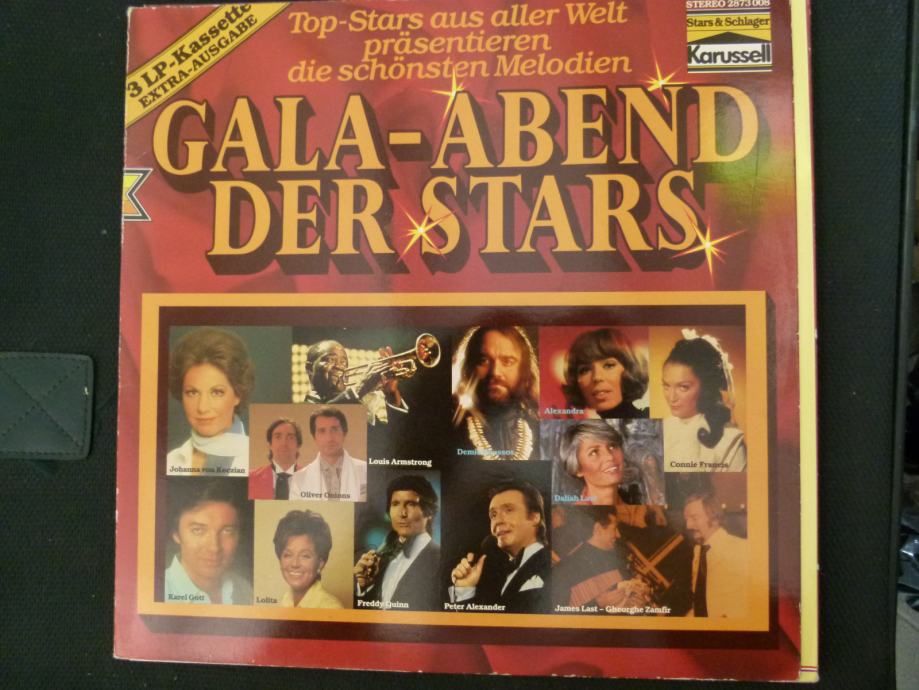 3 LP-Kassette
EXTRA-AUSGABE
Top-Stars aus aller Welt
präsentieren
die schönsten Melodien
STEREO 2873 008
Stars & Schlager
Karussell
GALA-ABEND
DER STARS
Johanna von Koczian
Oliver Onions
Louis Armstrong
Demis Roussos
Alexandra
Daliah Lavi
Connie Francis
Karel Gott
Lolita
Freddy Quinn
Peter Alexander
James Last – Gheorghe Zamfir